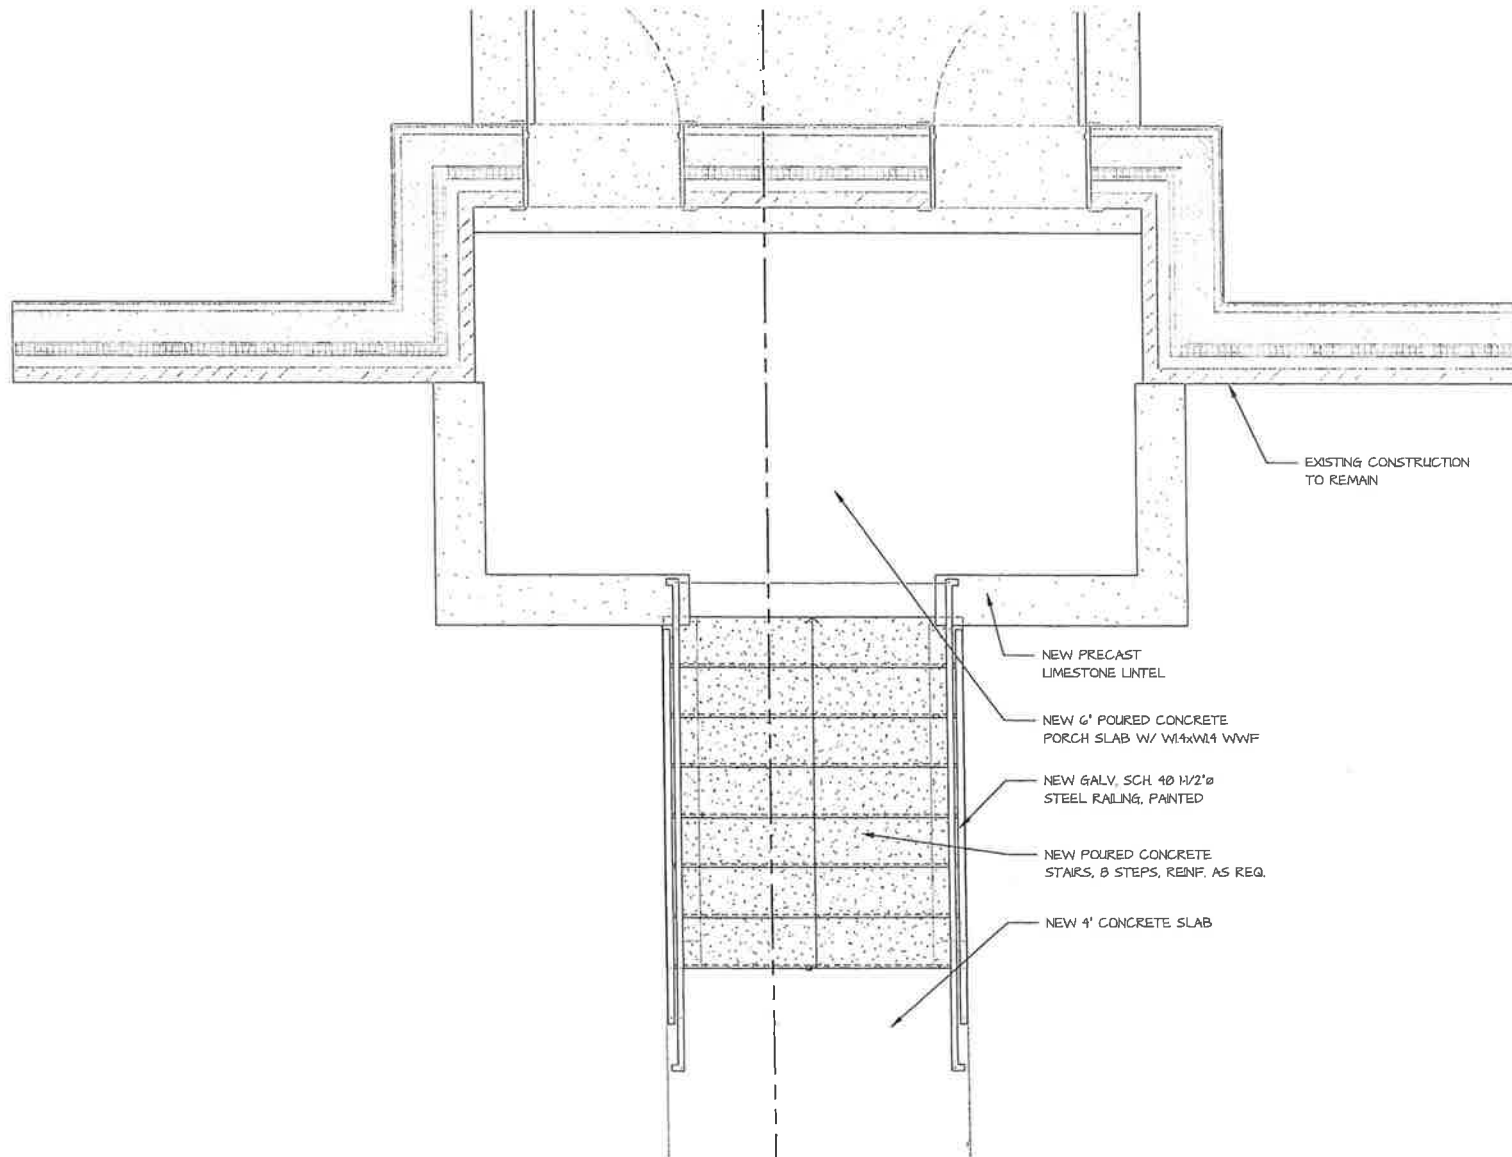 EXISTING CONSTRUCTION
TO REMAIN
NEW PRECAST
LIMESTONE LINTEL
NEW 6" POURED CONCRETE
PORCH SLAB W/ W1.4xW1.4 WWF
NEW GALV. SCH. 40 1-1/2"ø
STEEL RAILING, PAINTED
NEW POURED CONCRETE
STAIRS, 8 STEPS, REINF. AS REQ.
NEW 4" CONCRETE SLAB